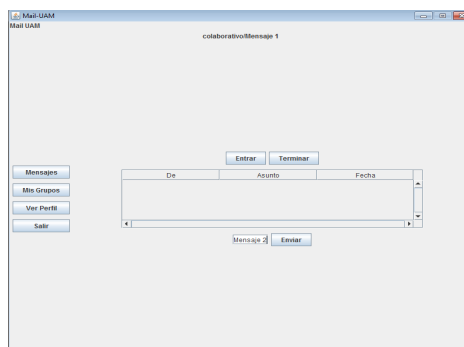 Mail-UAM
Mail UAM
colaborativo/Mensaje 1
Entrar Terminar
Mensajes
De Asunto Fecha
Mis Grupos
Ver Perfil
Salir
Mensaje 2 Enviar